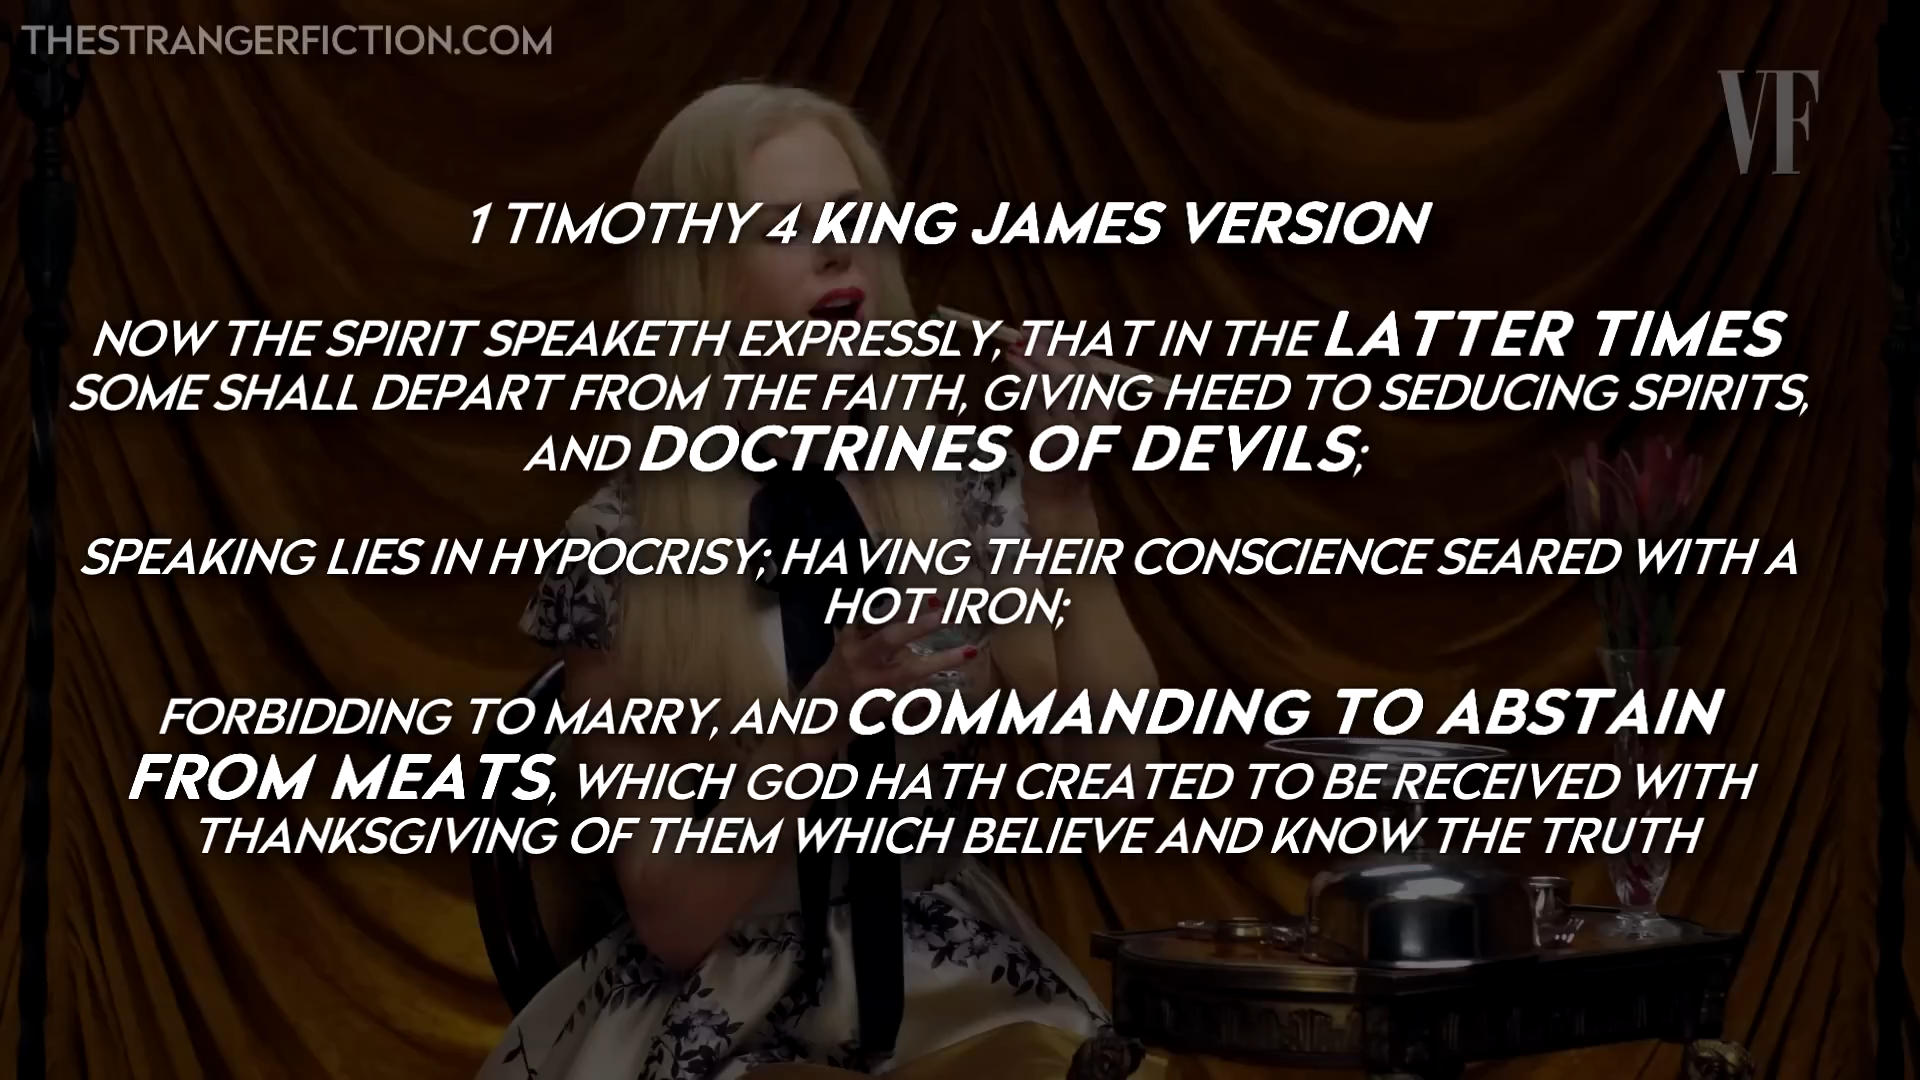 THESTRANGERFICTION.COM
VF
1 TIMOTHY 4 KING JAMES VERSION
NOW THE SPIRIT SPEAKETH EXPRESSLY, THAT IN THE LATTER TIMES
SOME SHALL DEPART FROM THE FAITH, GIVING HEED TO SEDUCING SPIRITS,
AND DOCTRINES OF DEVILS;
SPEAKING LIES IN HYPOCRISY; HAVING THEIR CONSCIENCE SEARED WITH A
HOT IRON;
FORBIDDING TO MARRY, AND COMMANDING TO ABSTAIN
FROM MEATS, WHICH GOD HATH CREATED TO BE RECEIVED WITH
THANKSGIVING OF THEM WHICH BELIEVE AND KNOW THE TRUTH